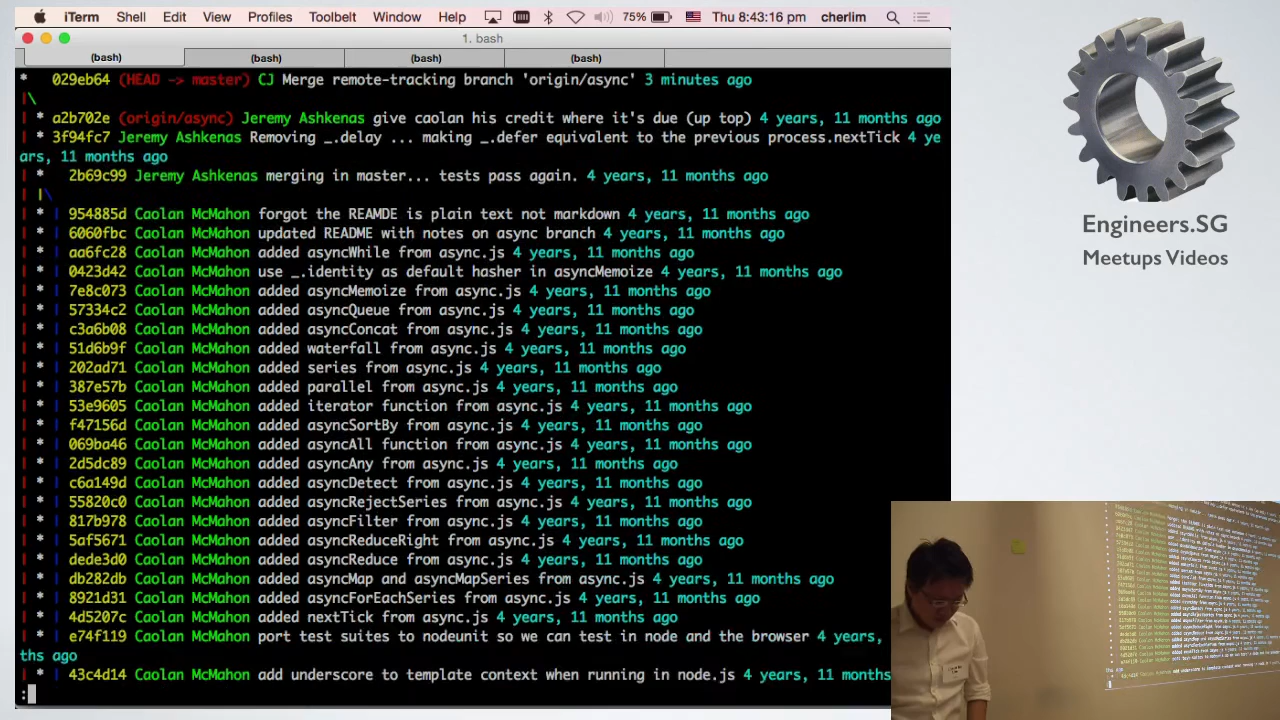 iTerm Shell Edit View Profiles Toolbelt Window Help 75% Thu 8:43:16 pm cherlim
1. bash
(bash) (bash) (bash) (bash)
* 029eb64 (HEAD -> master) CJ Merge remote-tracking branch 'origin/async' 3 minutes ago
|\
| * a2b702e (origin/async) Jeremy Ashkenas give caolan his credit where it's due (up top) 4 years, 11 months ago
| * 3f94fc7 Jeremy Ashkenas Removing _.delay ... making _.defer equivalent to the previous process.nextTick 4 ye
ars, 11 months ago
| * 2b69c99 Jeremy Ashkenas merging in master... tests pass again. 4 years, 11 months ago
| |\
| * | 954885d Caolan McMahon forgot the REAMDE is plain text not markdown 4 years, 11 months ago
| * | 6060fbc Caolan McMahon updated README with notes on async branch 4 years, 11 months ago
| * | aa6fc28 Caolan McMahon added asyncWhile from async.js 4 years, 11 months ago
| * | 0423d42 Caolan McMahon use _.identity as default hasher in asyncMemoize 4 years, 11 months ago
| * | 7e8c073 Caolan McMahon added asyncMemoize from async.js 4 years, 11 months ago
| * | 57334c2 Caolan McMahon added asyncQueue from async.js 4 years, 11 months ago
| * | c3a6b08 Caolan McMahon added asyncConcat from async.js 4 years, 11 months ago
| * | 51d6b9f Caolan McMahon added waterfall from async.js 4 years, 11 months ago
| * | 202ad71 Caolan McMahon added series from async.js 4 years, 11 months ago
| * | 387e57b Caolan McMahon added parallel from async.js 4 years, 11 months ago
| * | 53e9605 Caolan McMahon added iterator function from async.js 4 years, 11 months ago
| * | f47156d Caolan McMahon added asyncSortBy from async.js 4 years, 11 months ago
| * | 069ba46 Caolan McMahon added asyncAll function from async.js 4 years, 11 months ago
| * | 2d5dc89 Caolan McMahon added asyncAny from async.js 4 years, 11 months ago
| * | c6a149d Caolan McMahon added asyncDetect from async.js 4 years, 11 months ago
| * | 55820c0 Caolan McMahon added asyncRejectSeries from async.js 4 years, 11 months ago
| * | 817b978 Caolan McMahon added asyncFilter from async.js 4 years, 11 months ago
| * | 5af5671 Caolan McMahon added asyncReduceRight from async.js 4 years, 11 months ago
| * | dede3d0 Caolan McMahon added asyncReduce from async.js 4 years, 11 months ago
| * | db282db Caolan McMahon added asyncMap and asyncMapSeries from async.js 4 years, 11 months ago
| * | 8921d31 Caolan McMahon added asyncForEachSeries from async.js 4 years, 11 months ago
| * | 4d5207c Caolan McMahon added nextTick from async.js 4 years, 11 months ago
| * | e74f119 Caolan McMahon port test suites to nodeunit so we can test in node and the browser 4 years,
ths ago
| * | 43c4d14 Caolan McMahon add underscore to template context when running in node.js 4 years, 11 months
:
Engineers.SG
Meetups Videos